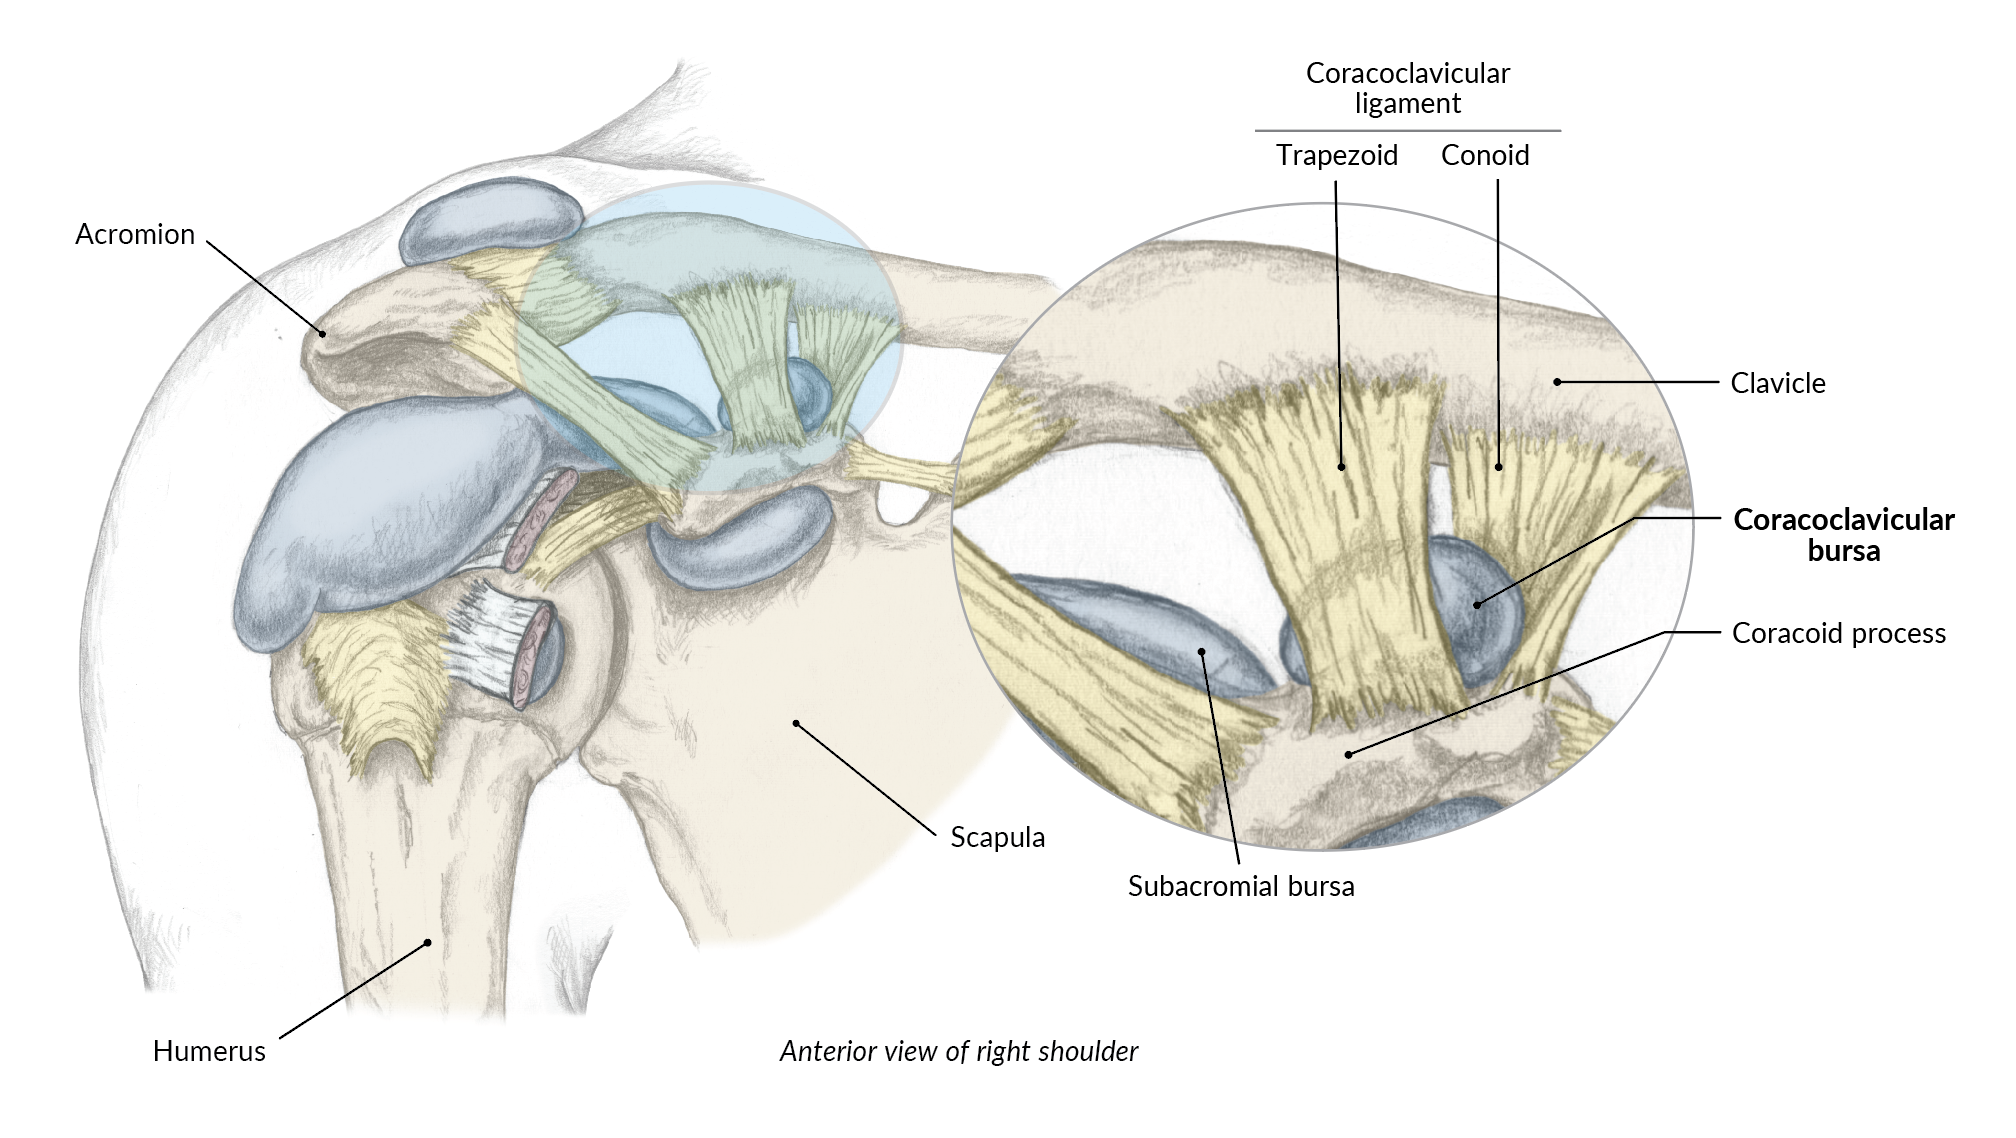 Coracoclavicular
ligament
Trapezoid Conoid
Acromion
Clavicle
Coracoclavicular
bursa
Coracoid process
Scapula
Subacromial bursa
Humerus
Anterior view of right shoulder